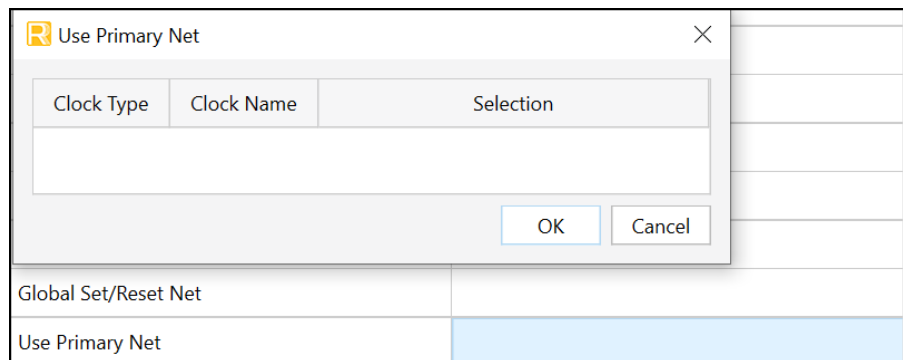 Use Primary Net
Clock Type Clock Name Selection
OK Cancel
Global Set/Reset Net
Use Primary Net